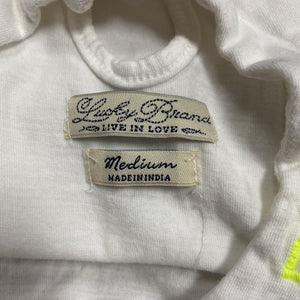 Lucky Brand
LIVE IN LOVE
Medium
MADE IN INDIA